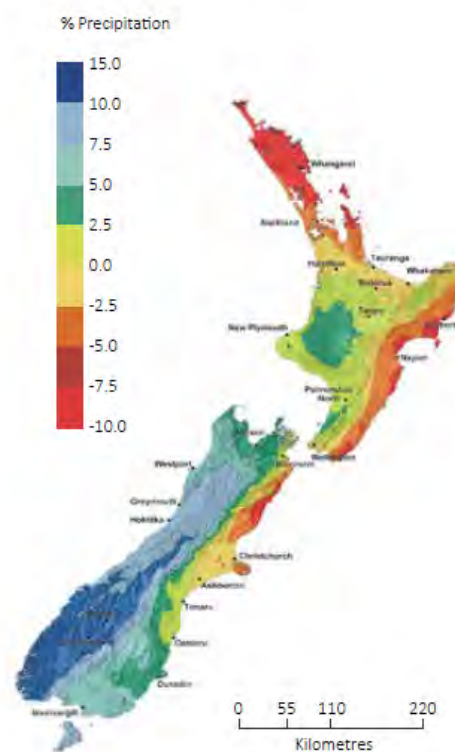 % Precipitation
15.0
10.0
7.5
5.0
2.5
0.0
-2.5
-5.0
-7.5
-10.0
Whangarei
Auckland
Tauranga
Hamilton
Whakatane
Rotorua
Taupo
New Plymouth
Napier
Palmerston
North
Wellington
Nelson
Blenheim
Westport
Greymouth
Hokitika
Christchurch
Ashburton
Timaru
Oamaru
Dunedin
Invercargill
0 55 110 220
Kilometres